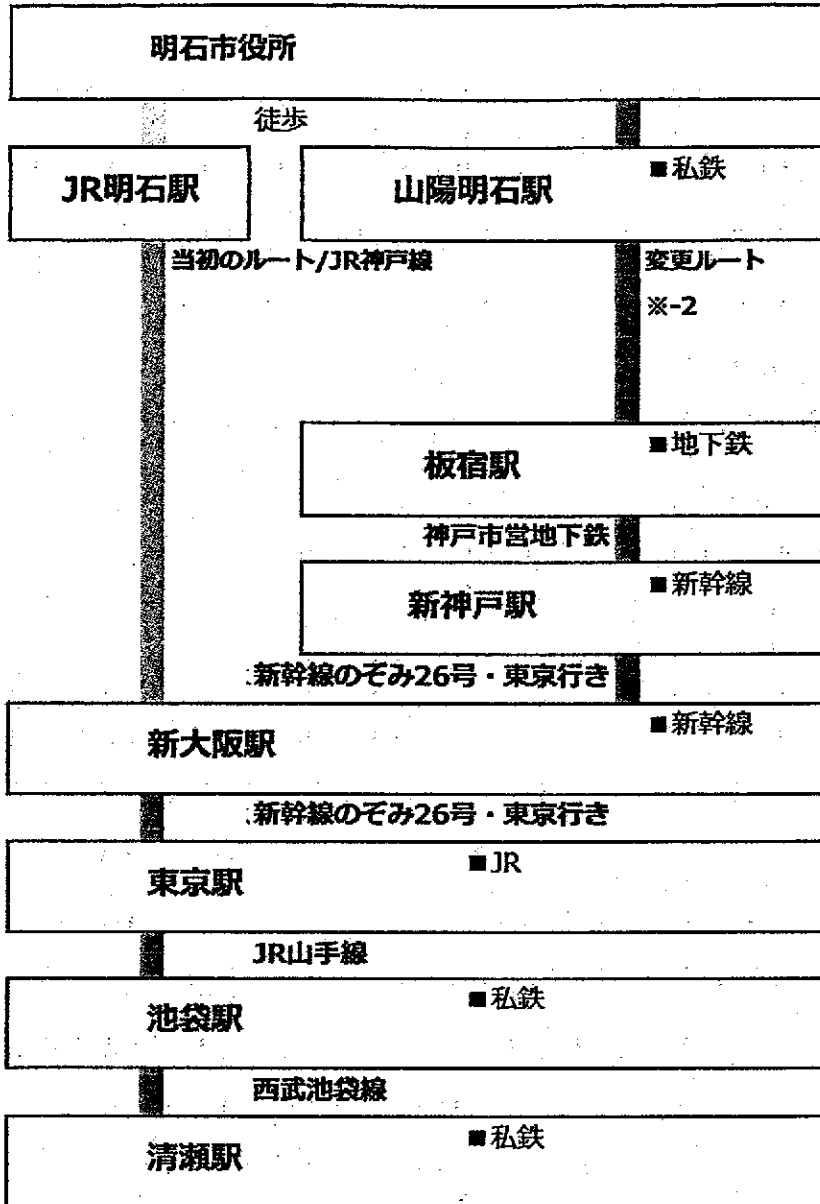 明石市役所
徒歩
JR明石駅
山陽明石駅
■私鉄
当初のルート/JR神戸線
変更ルート
※-2
板宿駅
■地下鉄
神戸市営地下鉄
新神戸駅
■新幹線
新幹線のぞみ26号・東京行き
新大阪駅
■新幹線
新幹線のぞみ26号・東京行き
東京駅
■JR
JR山手線
池袋駅
■私鉄
西武池袋線
清瀬駅
■私鉄